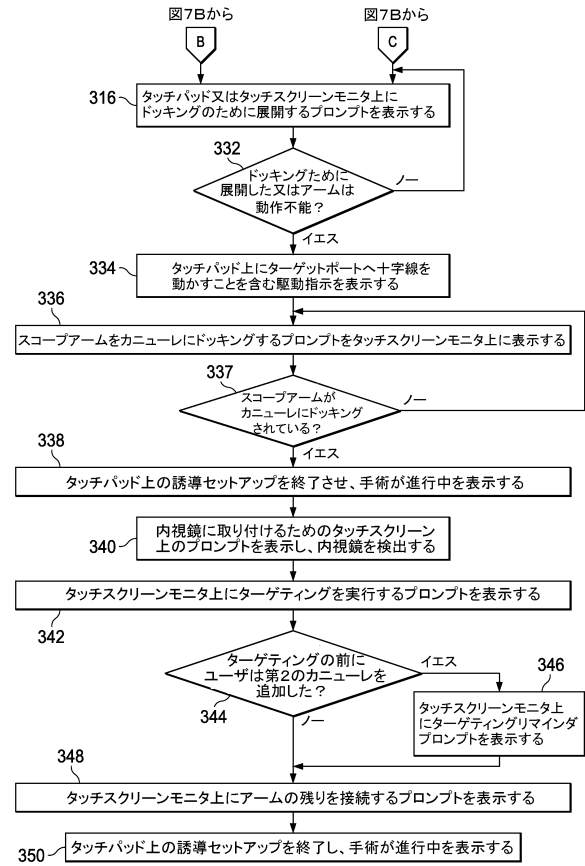 図7Bから
図7Bから
B
C
316
タッチパッド又はタッチスクリーンモニタ上に
ドッキングのために展開するプロンプトを表示する
332
ドッキングために
展開した又はアームは
動作不能？
ノー
イエス
334
タッチパッド上にターゲットポートへ十字線を
動かすことを含む駆動指示を表示する
336
スコープアームをカニューレにドッキングするプロンプトをタッチスクリーンモニタ上に表示する
337
スコープアームが
カニューレにドッキング
されている？
ノー
イエス
338
タッチパッド上の誘導セットアップを終了させ、手術が進行中を表示する
340
内視鏡に取り付けるためのタッチスクリーン
上のプロンプトを表示し、内視鏡を検出する
タッチスクリーンモニタ上にターゲティングを実行するプロンプトを表示する
342
ターゲティングの前に
ユーザは第2のカニューレを
追加した？
344
イエス
ノー
346
タッチスクリーンモニタ上
にターゲティングリマインダ
プロンプトを表示する
348
タッチスクリーンモニタ上にアームの残りを接続するプロンプトを表示する
350
タッチパッド上の誘導セットアップを終了し、手術が進行中を表示する